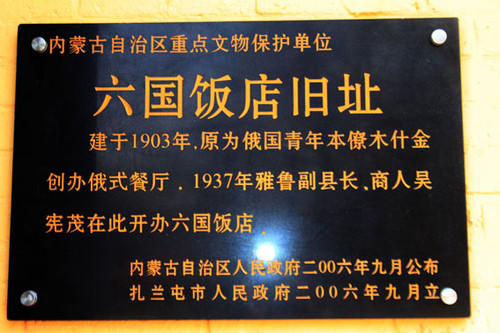 内蒙古自治区重点文物保护单位
六国饭店旧址
建于1903年,原为俄国青年本僚木什金
创办俄式餐厅．1937年雅鲁副县长、商人吴
宪茂在此开办六国饭店．
内蒙古自治区人民政府二00六年九月公布
扎兰屯市人民政府二00六年九月立